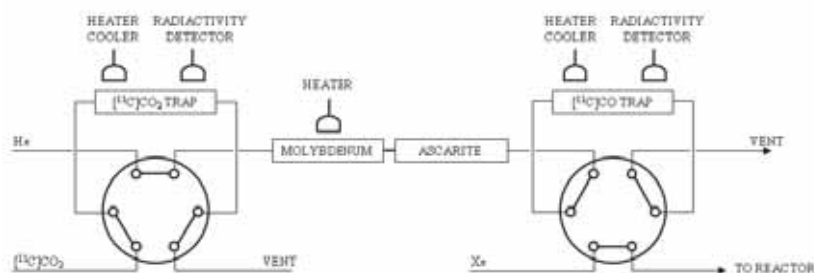 HEATER
COOLER
RADIACTIVITY
DETECTOR
HEATER
COOLER
RADIACTIVITY
DETECTOR
HEATER
[¹¹C]CO₂ TRAP
[¹¹C]CO TRAP
He
MOLYBDENUM
ASCARITE
VENT
[¹¹C]CO₂
VENT
Xe
TO REACTOR